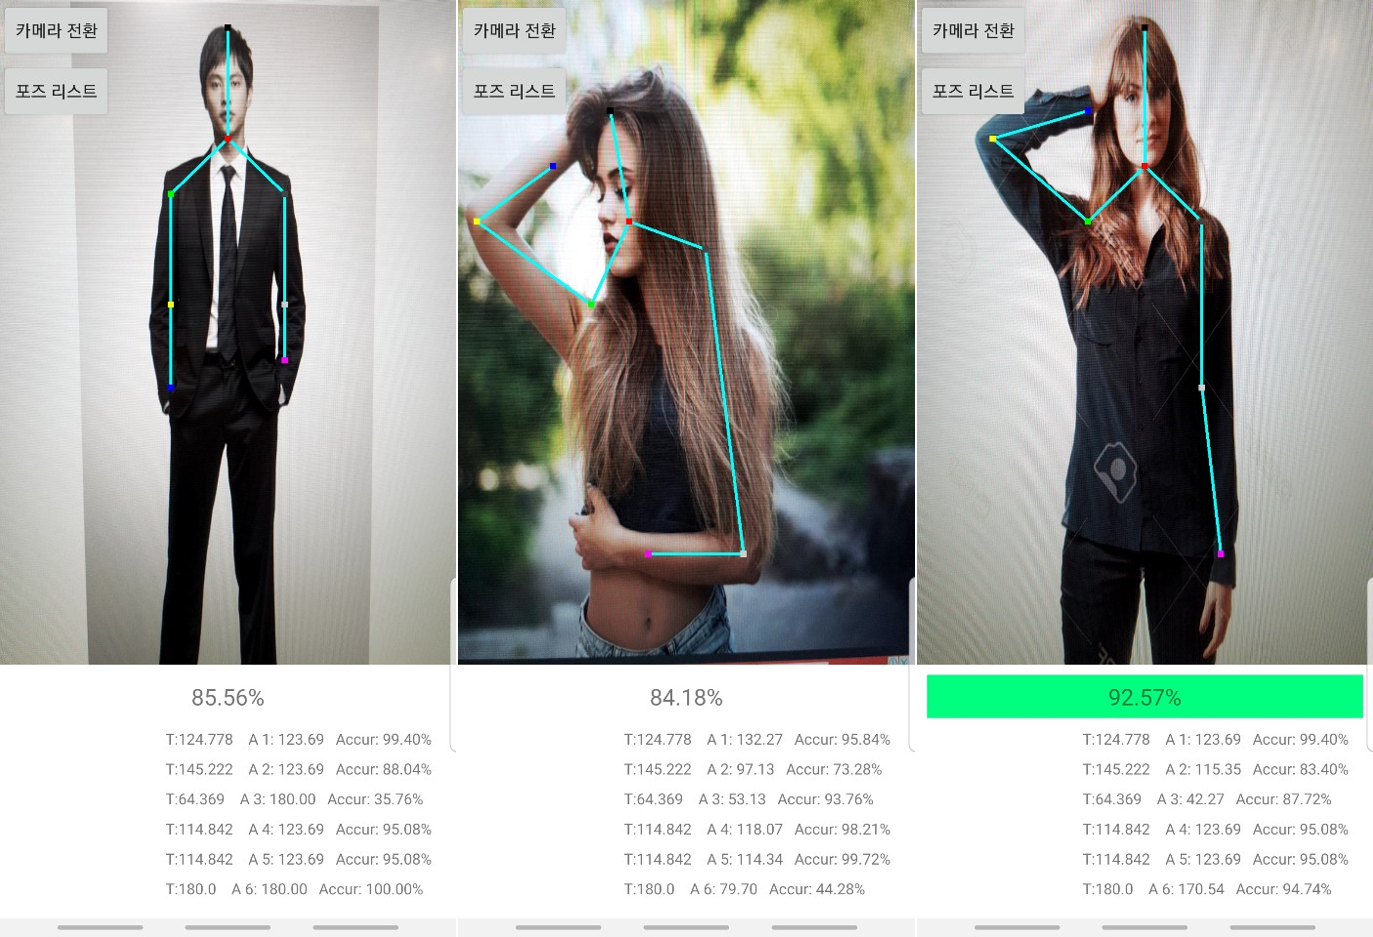 카메라 전환
포즈 리스트
85.56%
T:124.778 A 1: 123.69 Accur: 99.40%
T:145.222 A 2: 123.69 Accur: 88.04%
T:64.369 A 3: 180.00 Accur: 35.76%
T:114.842 A 4: 123.69 Accur: 95.08%
T:114.842 A 5: 123.69 Accur: 95.08%
T:180.0 A 6: 180.00 Accur: 100.00%
카메라 전환
포즈 리스트
84.18%
T:124.778 A 1: 132.27 Accur: 95.84%
T:145.222 A 2: 97.13 Accur: 73.28%
T:64.369 A 3: 53.13 Accur: 93.76%
T:114.842 A 4: 118.07 Accur: 98.21%
T:114.842 A 5: 114.34 Accur: 99.72%
T:180.0 A 6: 79.70 Accur: 44.28%
카메라 전환
포즈 리스트
92.57%
T:124.778 A 1: 123.69 Accur: 99.40%
T:145.222 A 2: 115.35 Accur: 83.40%
T:64.369 A 3: 42.27 Accur: 87.72%
T:114.842 A 4: 123.69 Accur: 95.08%
T:114.842 A 5: 123.69 Accur: 95.08%
T:180.0 A 6: 170.54 Accur: 94.74%